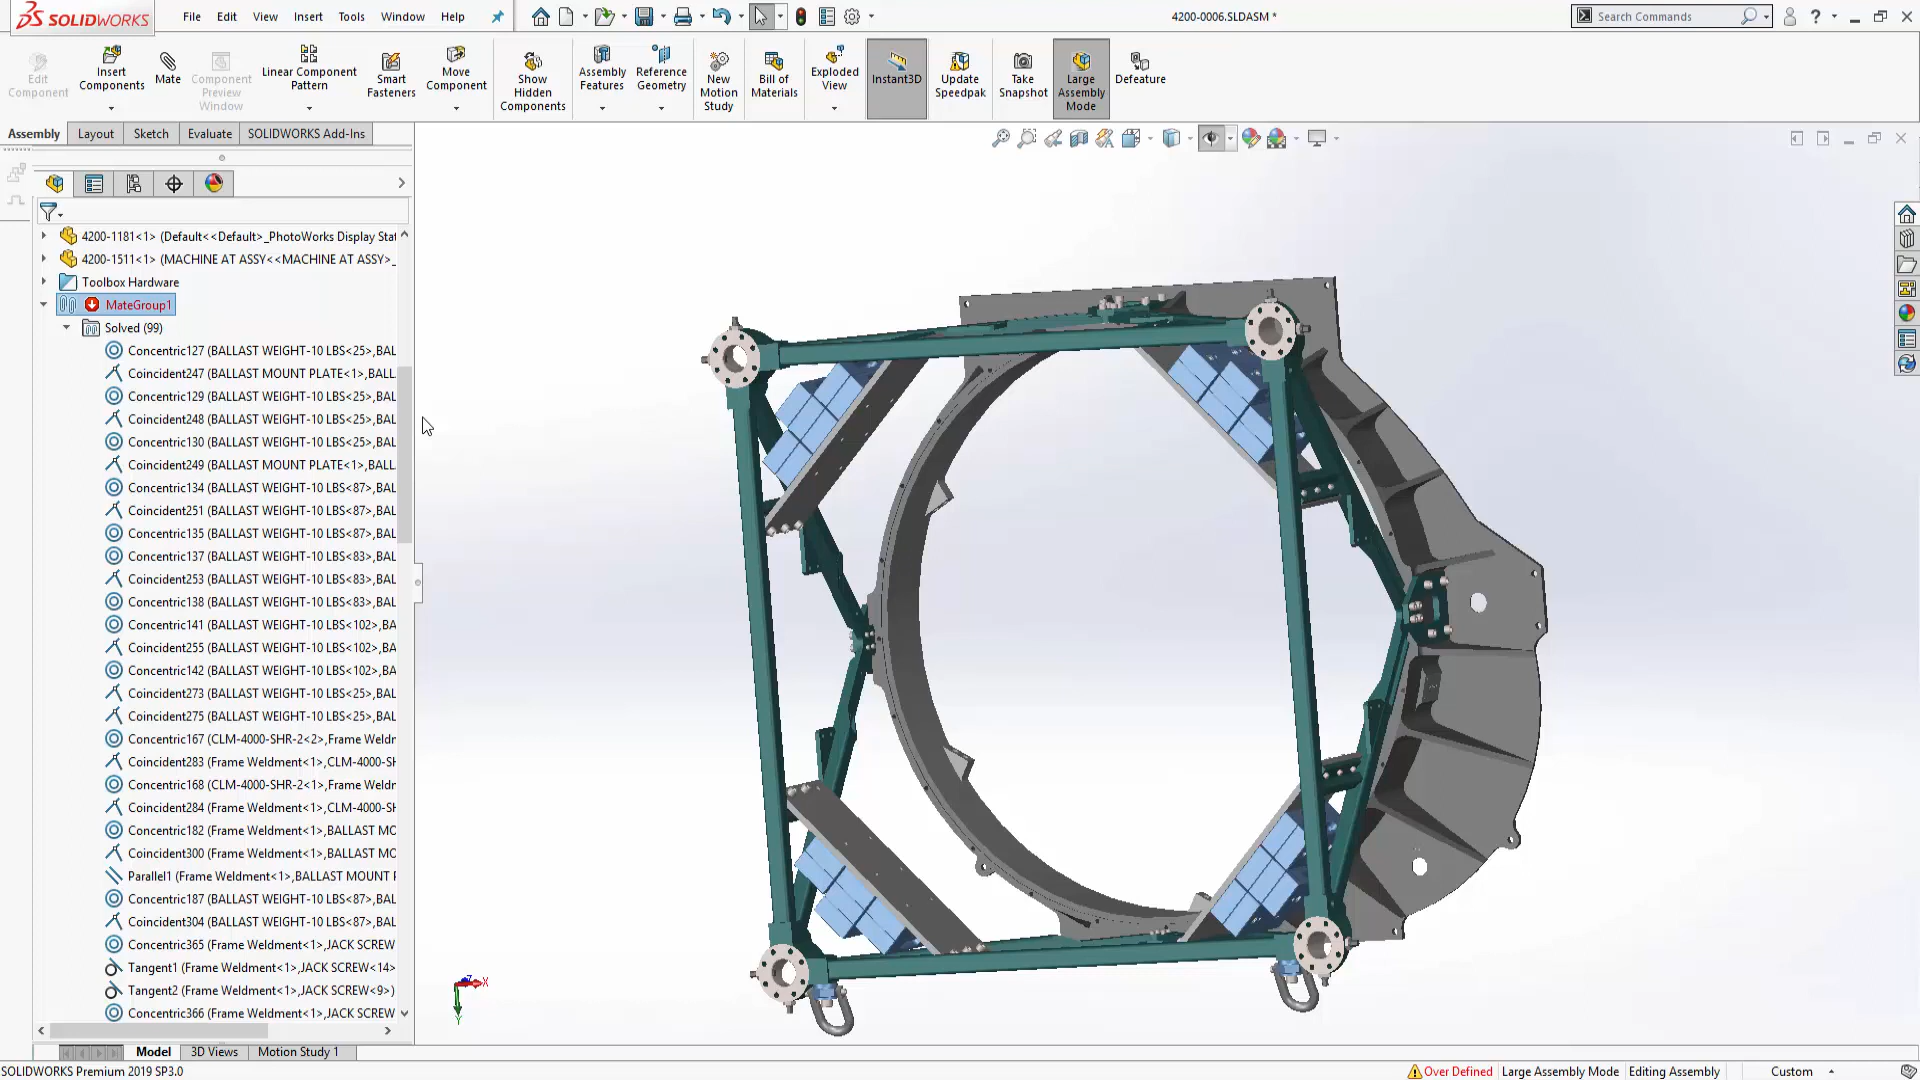 SOLIDWORKS
File
Edit
View
Insert
Tools
Window
Help
4200-0006.SLDASM *
Search Commands
Edit Component
Insert Components
Mate
Component Preview Window
Linear Component Pattern
Smart Fasteners
Move Component
Show Hidden Components
Assembly Features
Reference Geometry
New Motion Study
Bill of Materials
Exploded View
Instant3D
Update Speedpak
Take Snapshot
Large Assembly Mode
Defeature
Assembly
Layout
Sketch
Evaluate
SOLIDWORKS Add-Ins
4200-1181<1> (Default<<Default>_PhotoWorks Display Stat
4200-1511<1> (MACHINE AT ASSY<<MACHINE AT ASSY>_
Toolbox Hardware
MateGroup1
Solved (99)
Concentric127 (BALLAST WEIGHT-10 LBS<25>,BAL
Coincident247 (BALLAST MOUNT PLATE<1>,BALL
Concentric129 (BALLAST WEIGHT-10 LBS<25>,BAL
Coincident248 (BALLAST WEIGHT-10 LBS<25>,BAL
Concentric130 (BALLAST WEIGHT-10 LBS<25>,BAL
Coincident249 (BALLAST MOUNT PLATE<1>,BALL
Concentric134 (BALLAST WEIGHT-10 LBS<87>,BAL
Coincident251 (BALLAST WEIGHT-10 LBS<87>,BAL
Concentric135 (BALLAST WEIGHT-10 LBS<87>,BAL
Concentric137 (BALLAST WEIGHT-10 LBS<83>,BAL
Coincident253 (BALLAST WEIGHT-10 LBS<83>,BAL
Concentric138 (BALLAST WEIGHT-10 LBS<83>,BAL
Concentric141 (BALLAST WEIGHT-10 LBS<102>,BA
Coincident255 (BALLAST WEIGHT-10 LBS<102>,BA
Concentric142 (BALLAST WEIGHT-10 LBS<102>,BA
Coincident273 (BALLAST WEIGHT-10 LBS<25>,BAL
Coincident275 (BALLAST WEIGHT-10 LBS<25>,BAL
Concentric167 (CLM-4000-SHR-2<2>,Frame Weldn
Coincident283 (Frame Weldment<1>,CLM-4000-SH
Concentric168 (CLM-4000-SHR-2<1>,Frame Weldn
Coincident284 (Frame Weldment<1>,CLM-4000-SH
Concentric182 (Frame Weldment<1>,BALLAST MO
Coincident300 (Frame Weldment<1>,BALLAST MO
Parallel1 (Frame Weldment<1>,BALLAST MOUNT P
Concentric187 (BALLAST WEIGHT-10 LBS<87>,BAL
Coincident304 (BALLAST WEIGHT-10 LBS<87>,BAL
Concentric365 (Frame Weldment<1>,JACK SCREW
Tangent1 (Frame Weldment<1>,JACK SCREW<14>
Tangent2 (Frame Weldment<1>,JACK SCREW<9>)
Concentric366 (Frame Weldment<1>,JACK SCREW
Z
X
Y
Model
3D Views
Motion Study 1
SOLIDWORKS Premium 2019 SP3.0
Over Defined
Large Assembly Mode
Editing Assembly
Custom